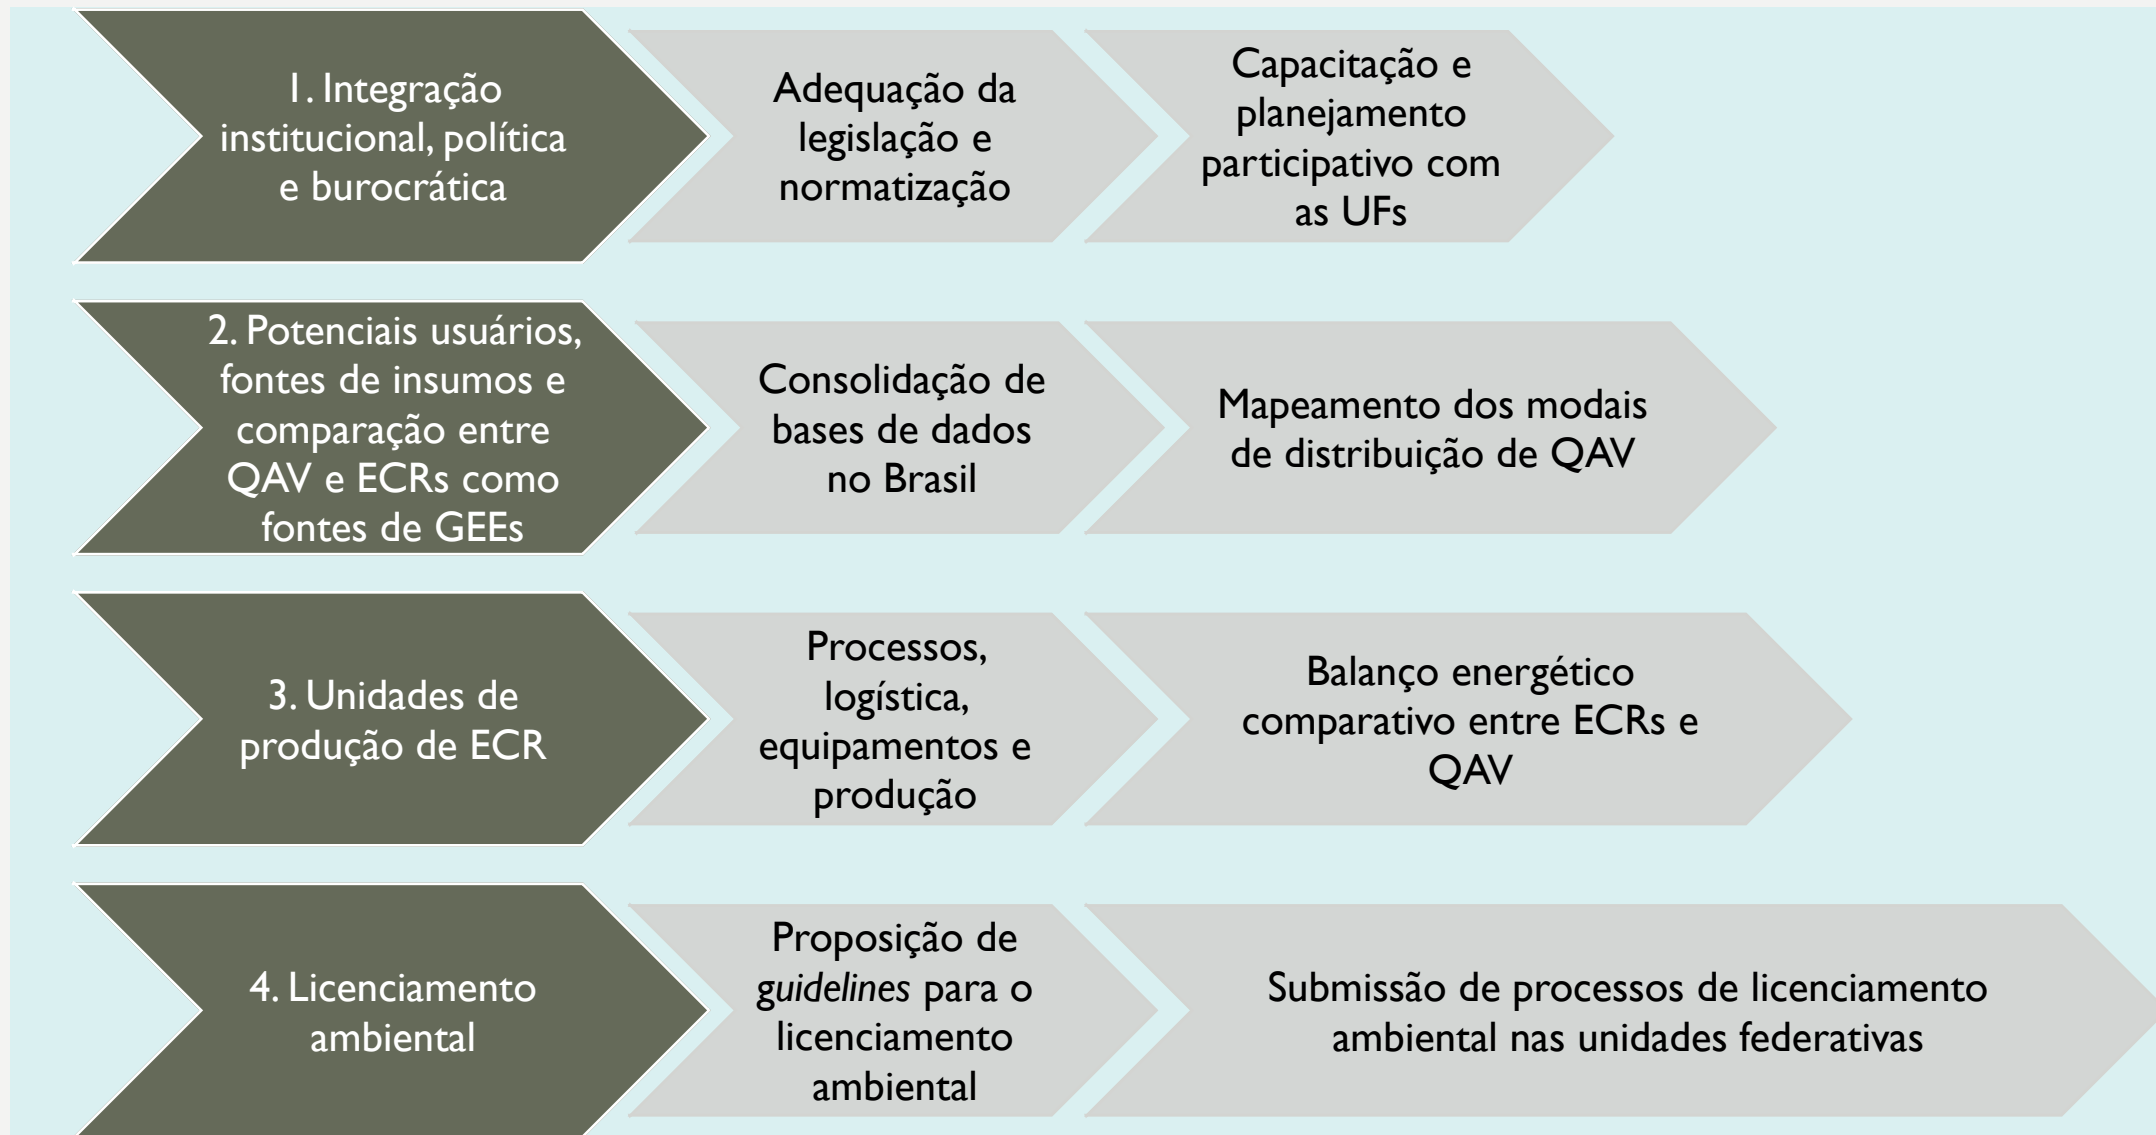 1. Integração
institucional, política
e burocrática
Adequação da
legislação e
normatização
Capacitação e
planejamento
participativo com
as UFs
2. Potenciais usuários,
fontes de insumos e
comparação entre
QAV e ECRs como
fontes de GEEs
Consolidação de
bases de dados
no Brasil
Mapeamento dos modais
de distribuição de QAV
3. Unidades de
produção de ECR
Processos,
logística,
equipamentos e
produção
Balanço energético
comparativo entre ECRs e
QAV
4. Licenciamento
ambiental
Proposição de
guidelines para o
licenciamento
ambiental
Submissão de processos de licenciamento
ambiental nas unidades federativas